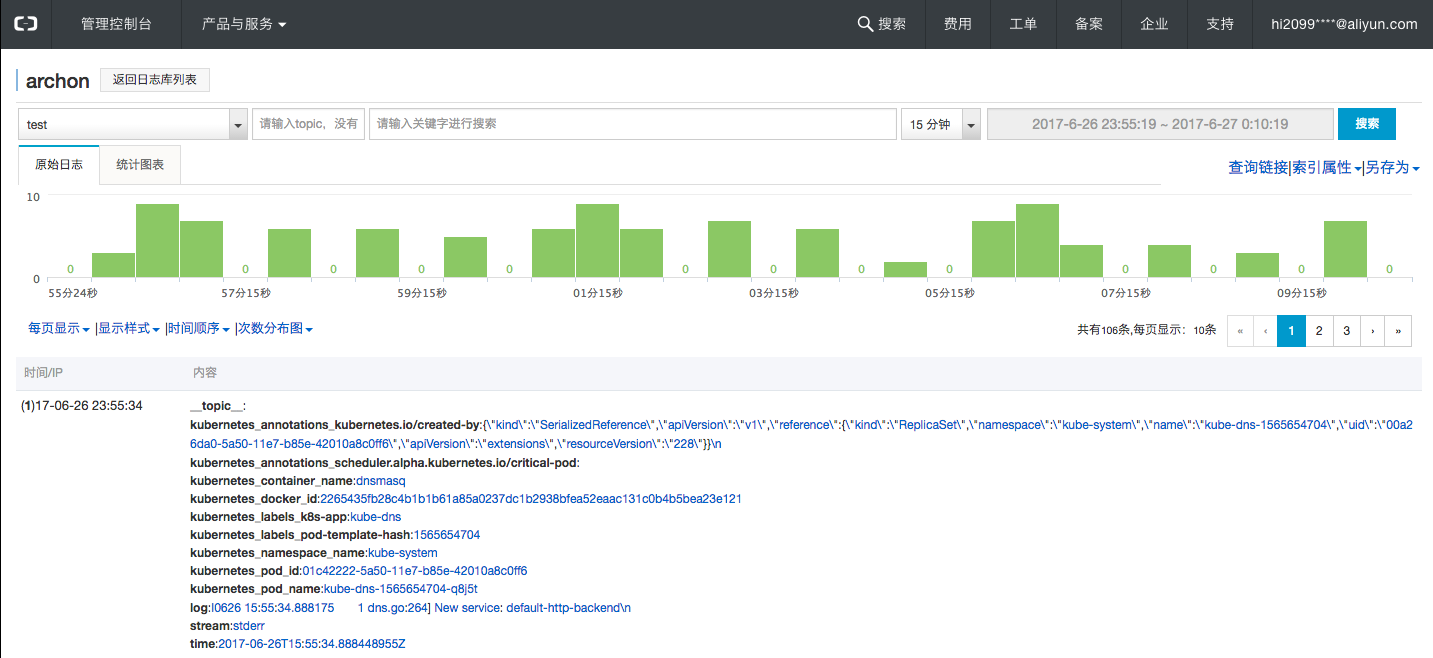 管理控制台 产品与服务 搜索 费用 工单 备案 企业 支持 hi2099****@aliyun.com
archon 返回日志库列表
test 请输入topic，没有 请输入关键字进行搜索 15 分钟 2017-6-26 23:55:19 ~ 2017-6-27 0:10:19 搜索
原始日志 统计图表 查询链接|索引属性|另存为
10
0 0 0 0 0 0 0 0 0 0 0 0 0 0
0
55分24秒 57分15秒 59分15秒 01分15秒 03分15秒 05分15秒 07分15秒 09分15秒
每页显示 |显示样式 |时间顺序 |次数分布图 共有106条,每页显示：10条 « ‹ 1 2 3 › »
时间/IP 内容
(1)17-06-26 23:55:34 __topic__:
kubernetes_annotations_kubernetes.io/created-by:{\"kind\":\"SerializedReference\",\"apiVersion\":\"v1\",\"reference\":{\"kind\":\"ReplicaSet\",\"namespace\":\"kube-system\",\"name\":\"kube-dns-1565654704\",\"uid\":\"00a2
6da0-5a50-11e7-b85e-42010a8c0ff6\",\"apiVersion\":\"extensions\",\"resourceVersion\":\"228\"}}\n
kubernetes_annotations_scheduler.alpha.kubernetes.io/critical-pod:
kubernetes_container_name:dnsmasq
kubernetes_docker_id:2265435fb28c4b1b1b61a85a0237dc1b2938bfea52eaac131c0b4b5bea23e121
kubernetes_labels_k8s-app:kube-dns
kubernetes_labels_pod-template-hash:1565654704
kubernetes_namespace_name:kube-system
kubernetes_pod_id:01c42222-5a50-11e7-b85e-42010a8c0ff6
kubernetes_pod_name:kube-dns-1565654704-q8j5t
log:I0626 15:55:34.888175 1 dns.go:264] New service: default-http-backend\n
stream:stderr
time:2017-06-26T15:55:34.888448955Z